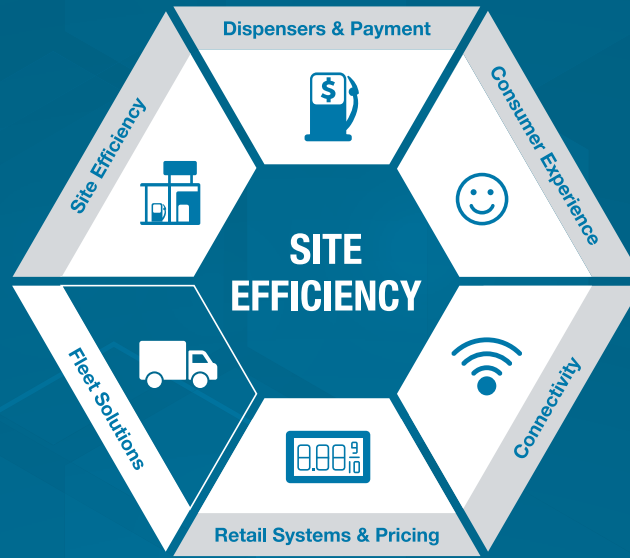 Dispensers & Payment
$
Site Efficiency
Consumer Experience
SITE
EFFICIENCY
Fleet Solutions
Connectivity
8.88 9/10
Retail Systems & Pricing